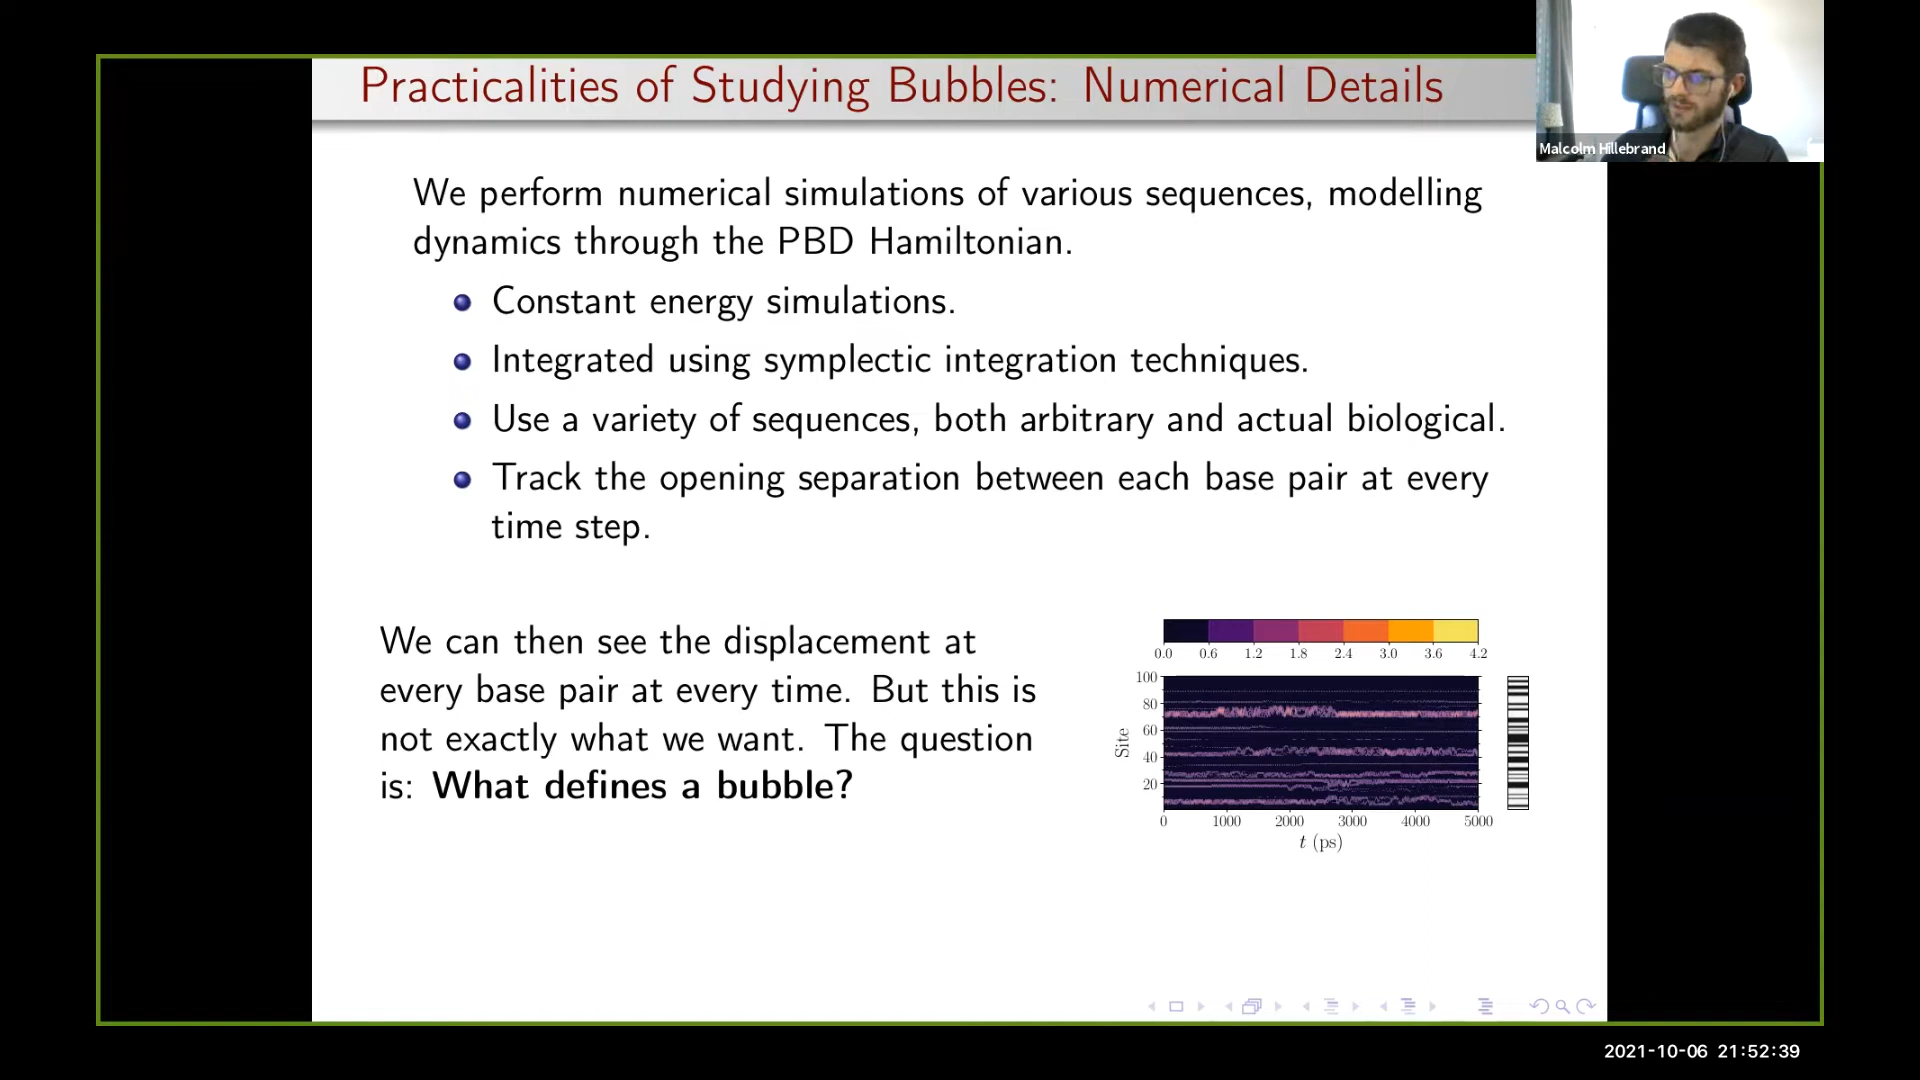 Practicalities of Studying Bubbles: Numerical Details
Malcolm Hillebrand
We perform numerical simulations of various sequences, modelling
dynamics through the PBD Hamiltonian.
Constant energy simulations.
Integrated using symplectic integration techniques.
Use a variety of sequences, both arbitrary and actual biological.
Track the opening separation between each base pair at every
time step.
We can then see the displacement at
every base pair at every time. But this is
not exactly what we want. The question
is: What defines a bubble?
0.0 0.6 1.2 1.8 2.4 3.0 3.6 4.2
100
80
60
40
20
Site
0 1000 2000 3000 4000 5000
t (ps)
2021-10-06 21:52:39